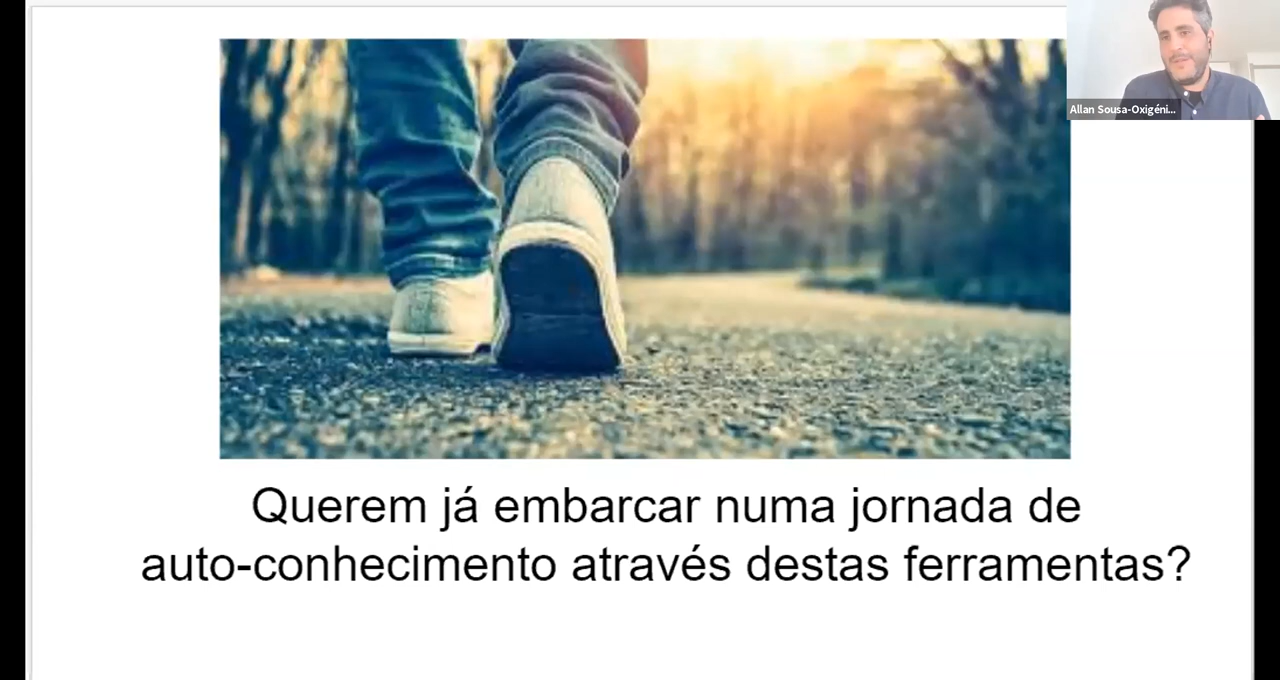 Allan Sousa-Oxigéni...
Querem já embarcar numa jornada de
auto-conhecimento através destas ferramentas?